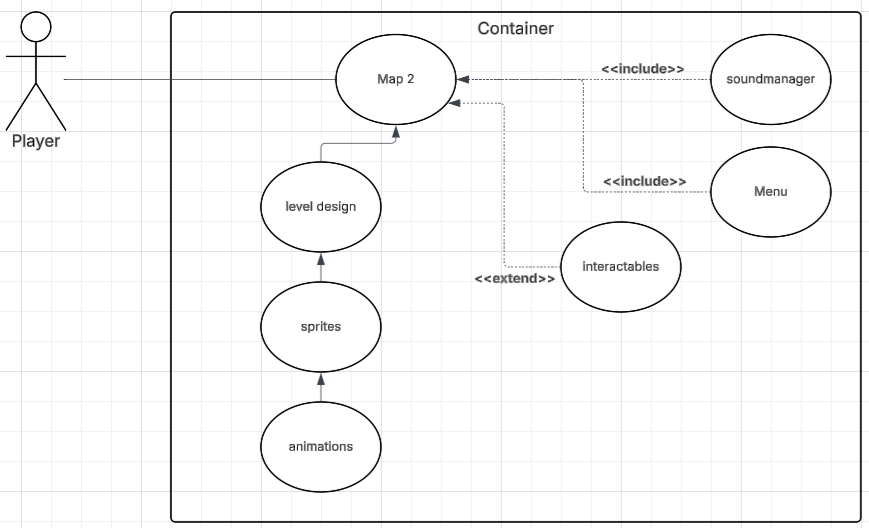 Container
Map 2
<<include>>
soundmanager
Player
<<include>>
Menu
level design
interactables
<<extend>>
sprites
animations